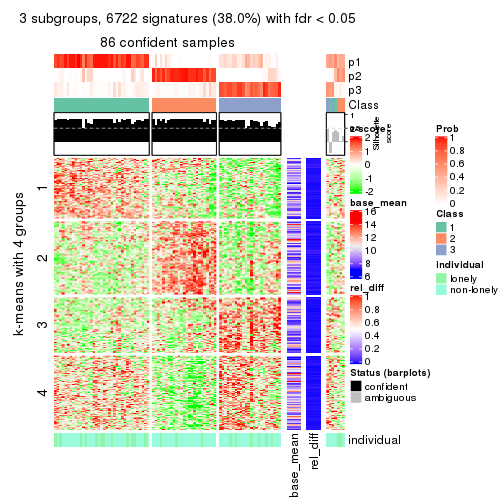 3 subgroups, 6722 signatures (38.0%) with fdr < 0.05
86 confident samples
p1
p2
p3
Class
1
Silhouette
score
k-means with 4 groups
1
2
3
4
z-score
2
1
0
-1
-2
base_mean
16
14
12
10
8
6
rel_diff
1
0.8
0.6
0.4
0.2
0
Status (barplots)
confident
ambiguous
Prob
1
0.8
0.6
0.4
0.2
0
Class
1
2
3
individual
lonely
non-lonely
individual
base_mean
rel_diff